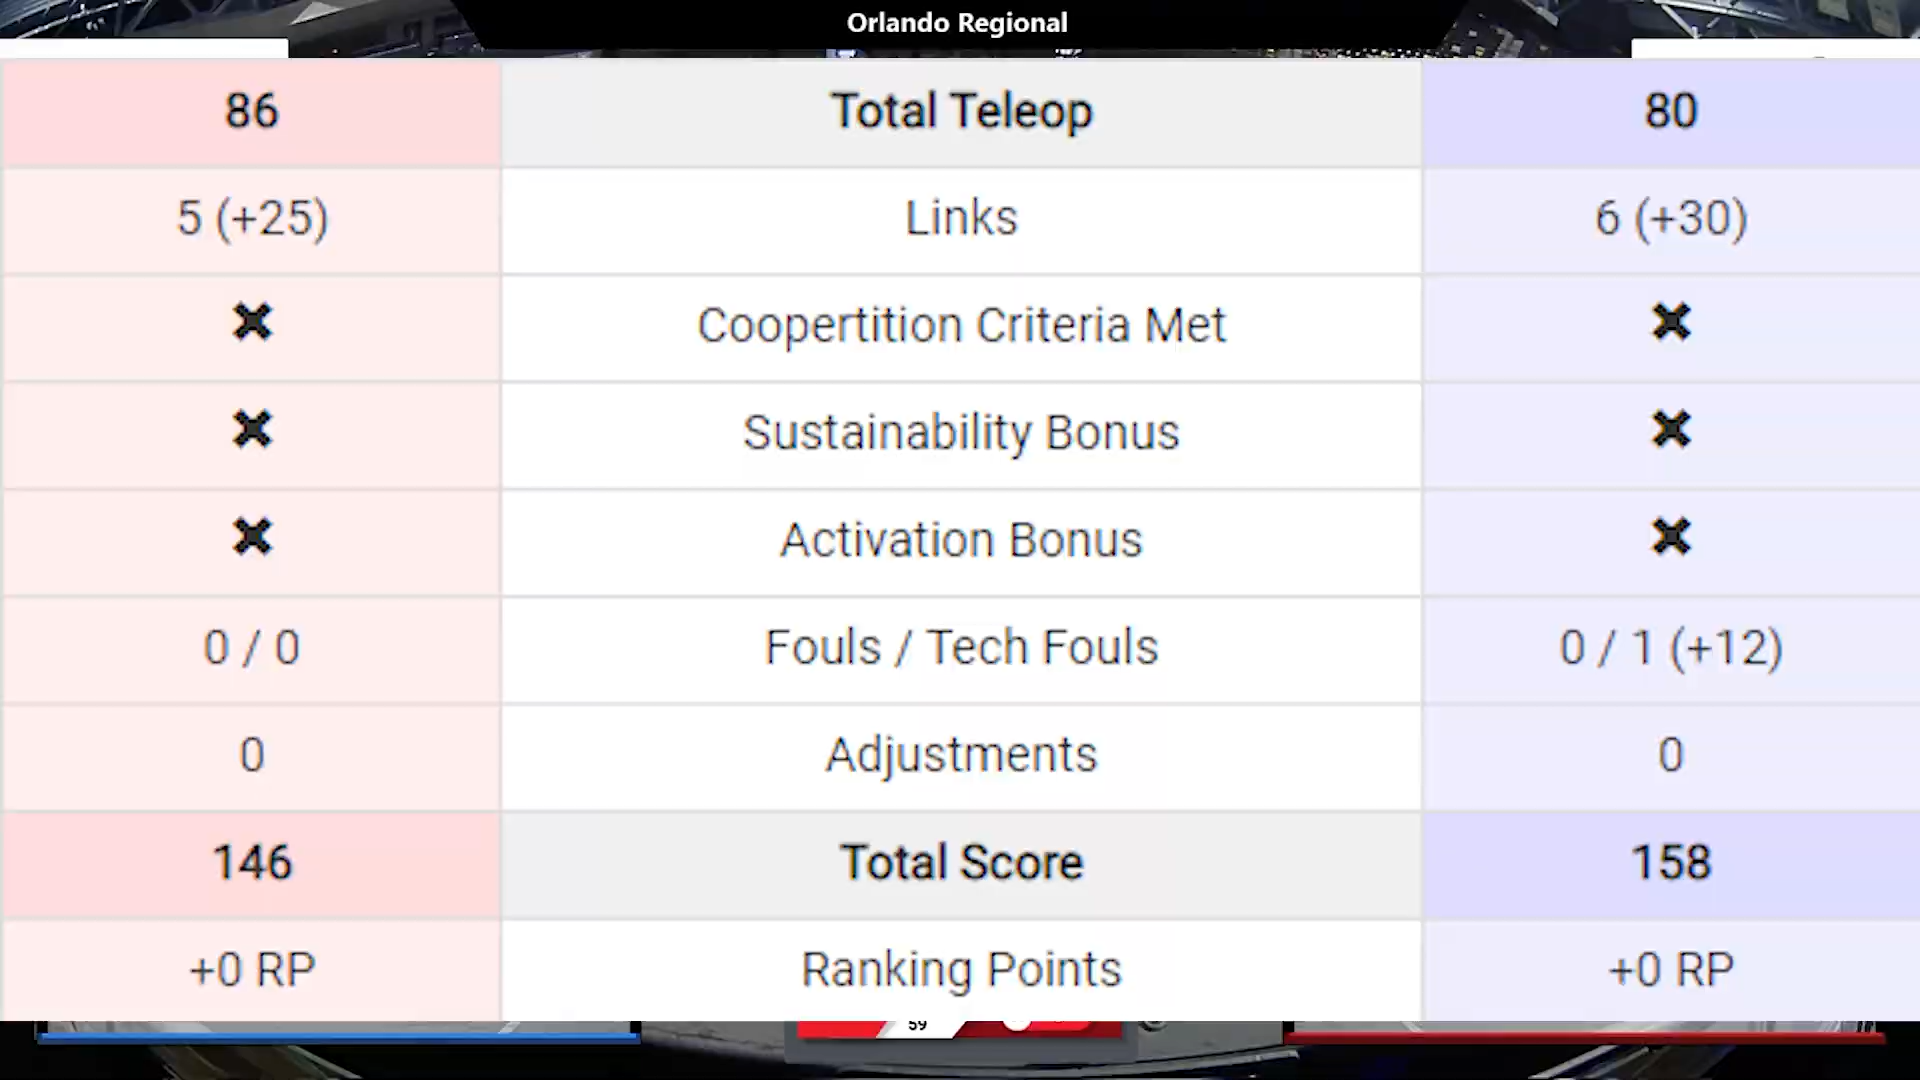 Orlando Regional
86 Total Teleop 80
5 (+25) Links 6 (+30)
✖ Coopertition Criteria Met ✖
✖ Sustainability Bonus ✖
✖ Activation Bonus ✖
0 / 0 Fouls / Tech Fouls 0 / 1 (+12)
0 Adjustments 0
146 Total Score 158
+0 RP Ranking Points +0 RP
59